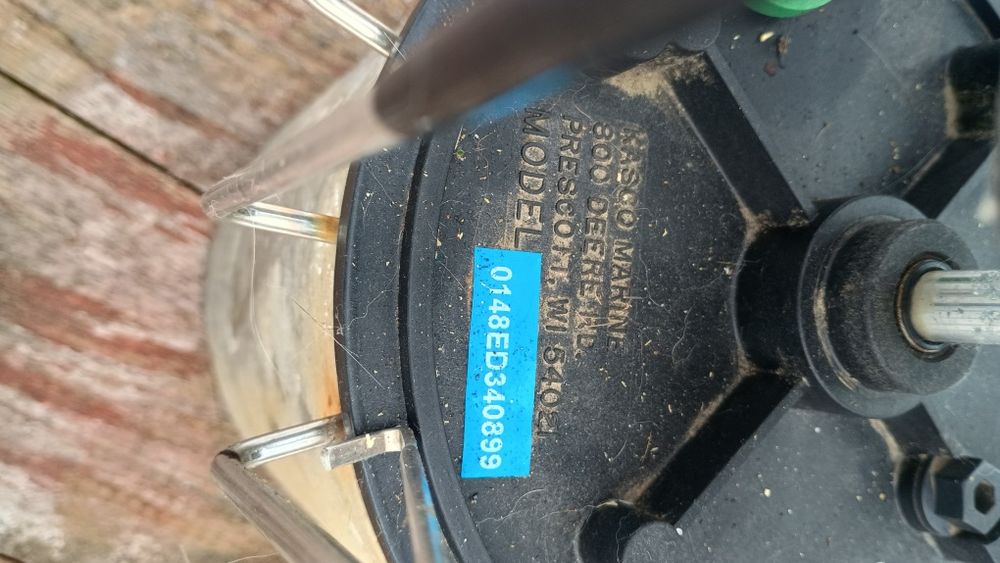 KASCO MARINE
800 DEERE RD.
PRESCOTT, WI 54021
MODEL
0148ED340899